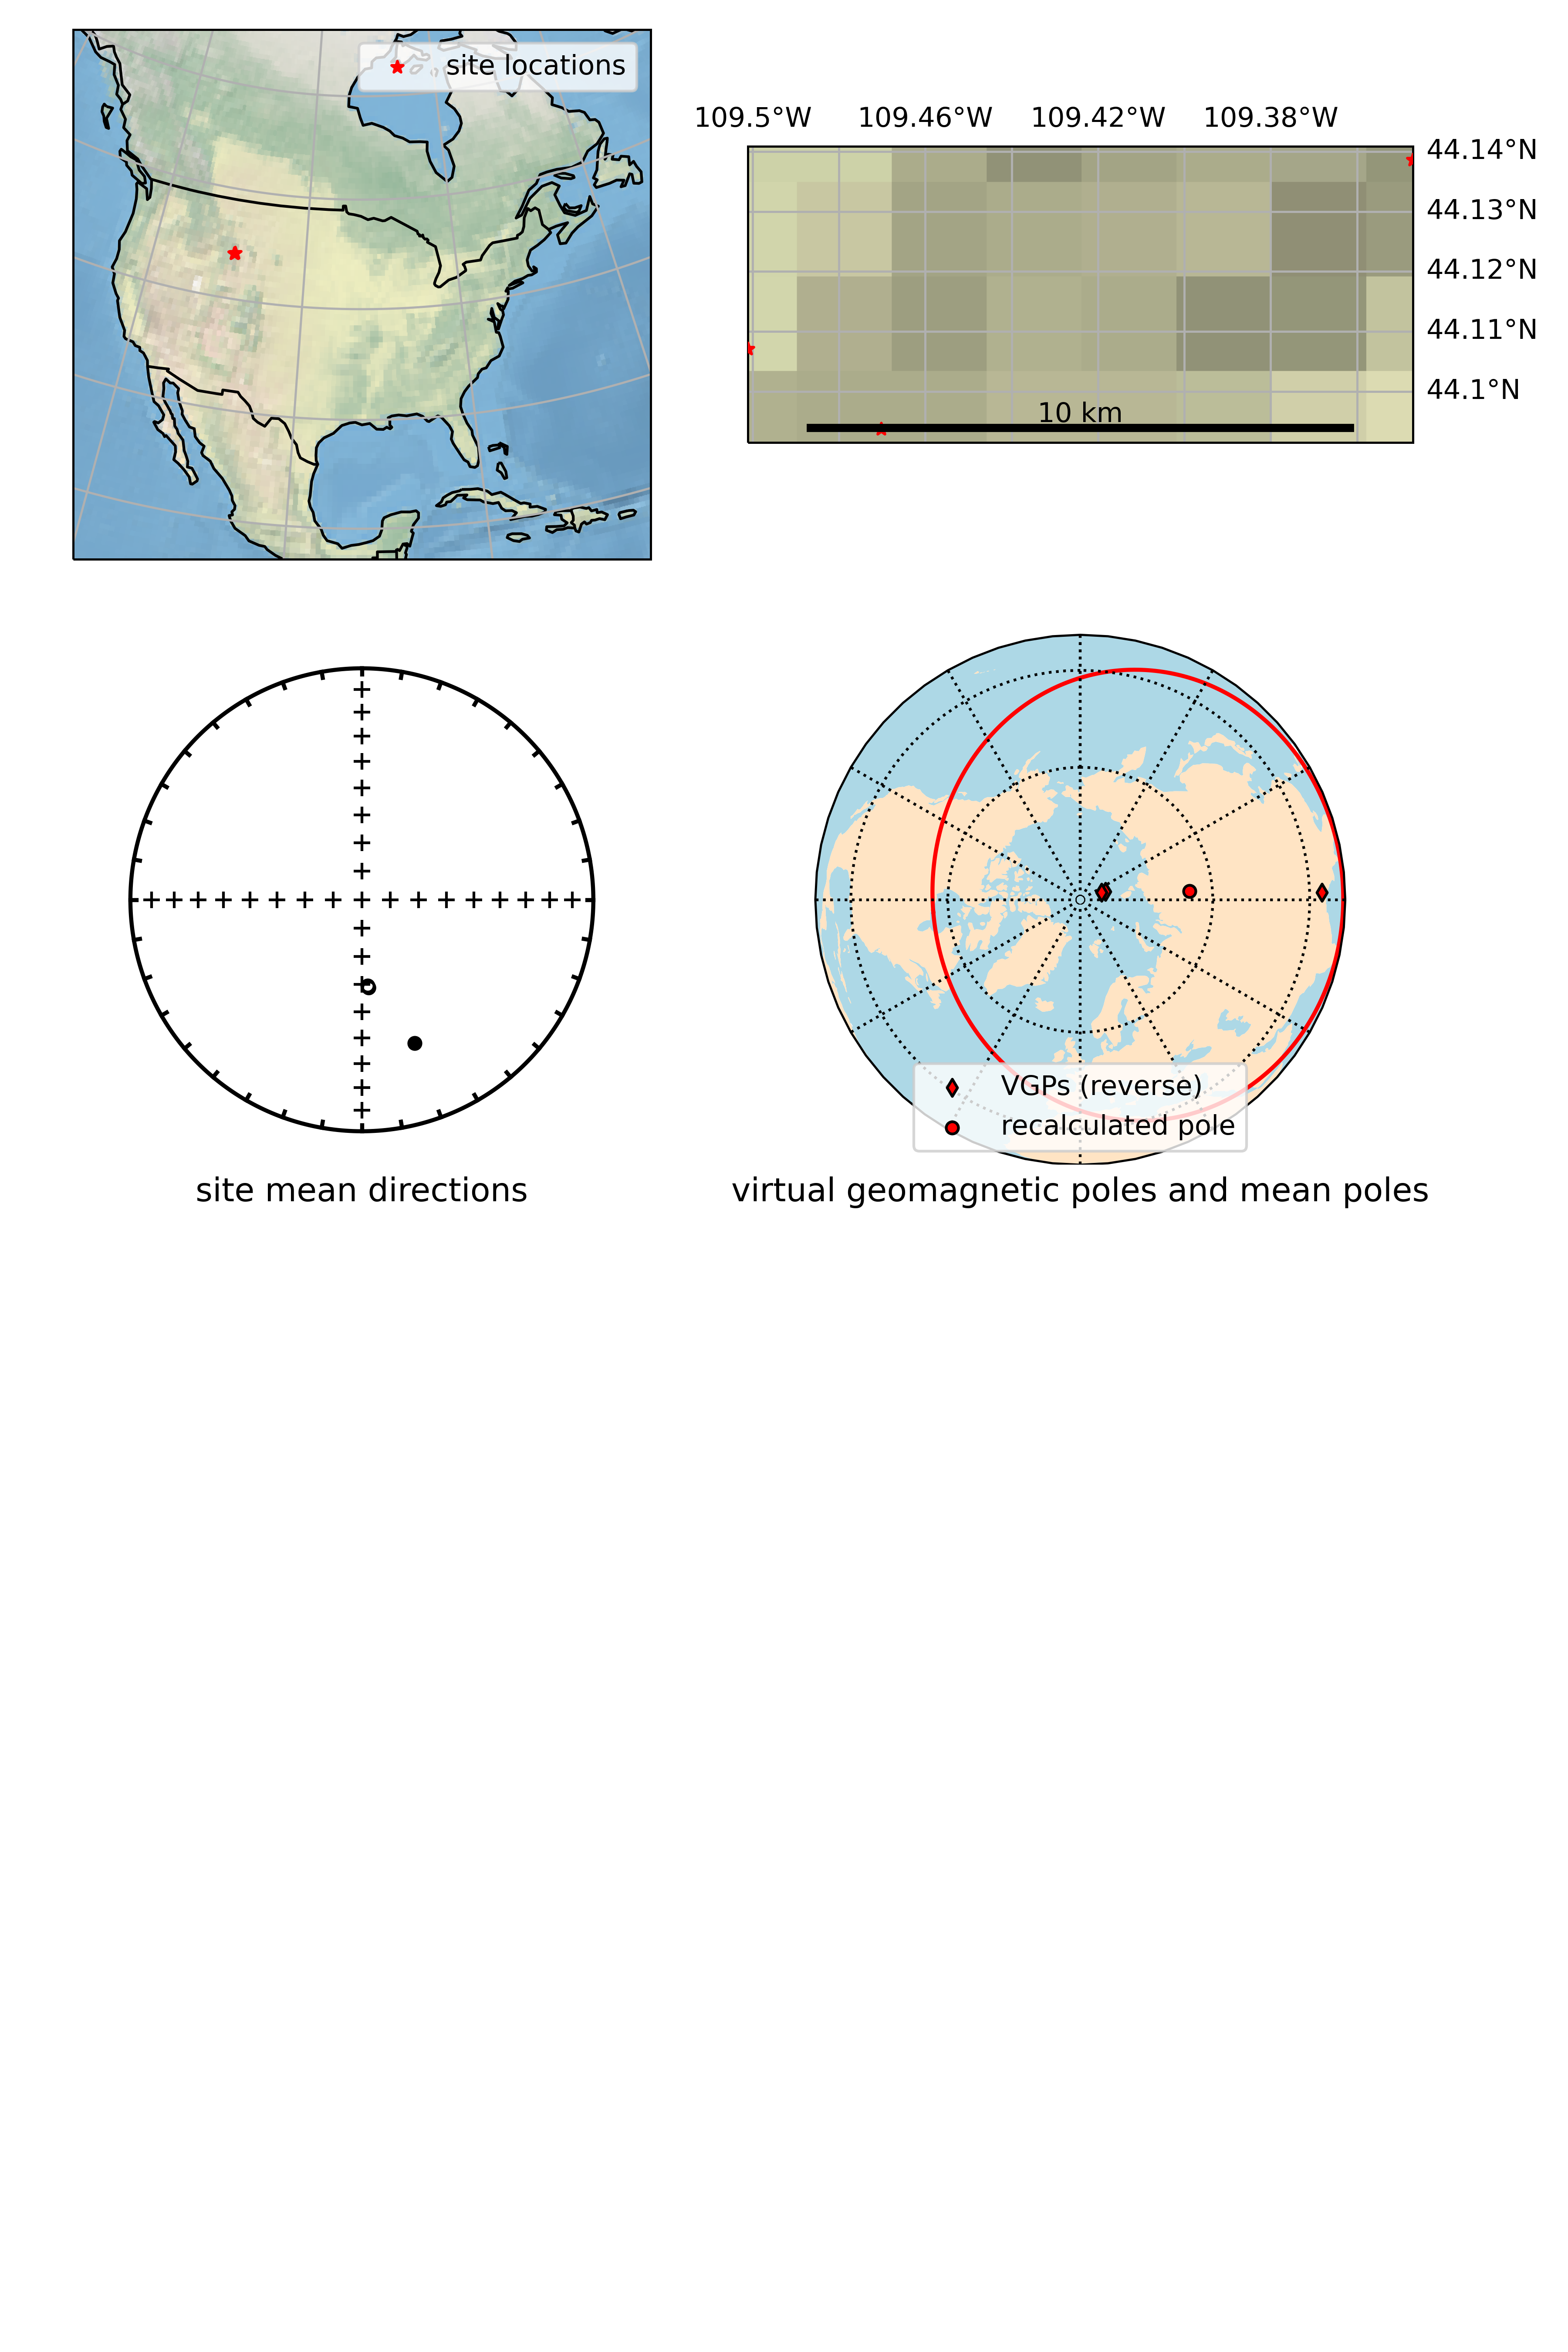 site locations
109.5°W 109.46°W 109.42°W 109.38°W
44.14°N
44.13°N
44.12°N
44.11°N
44.1°N
10 km
VGPs (reverse)
recalculated pole
site mean directions
virtual geomagnetic poles and mean poles